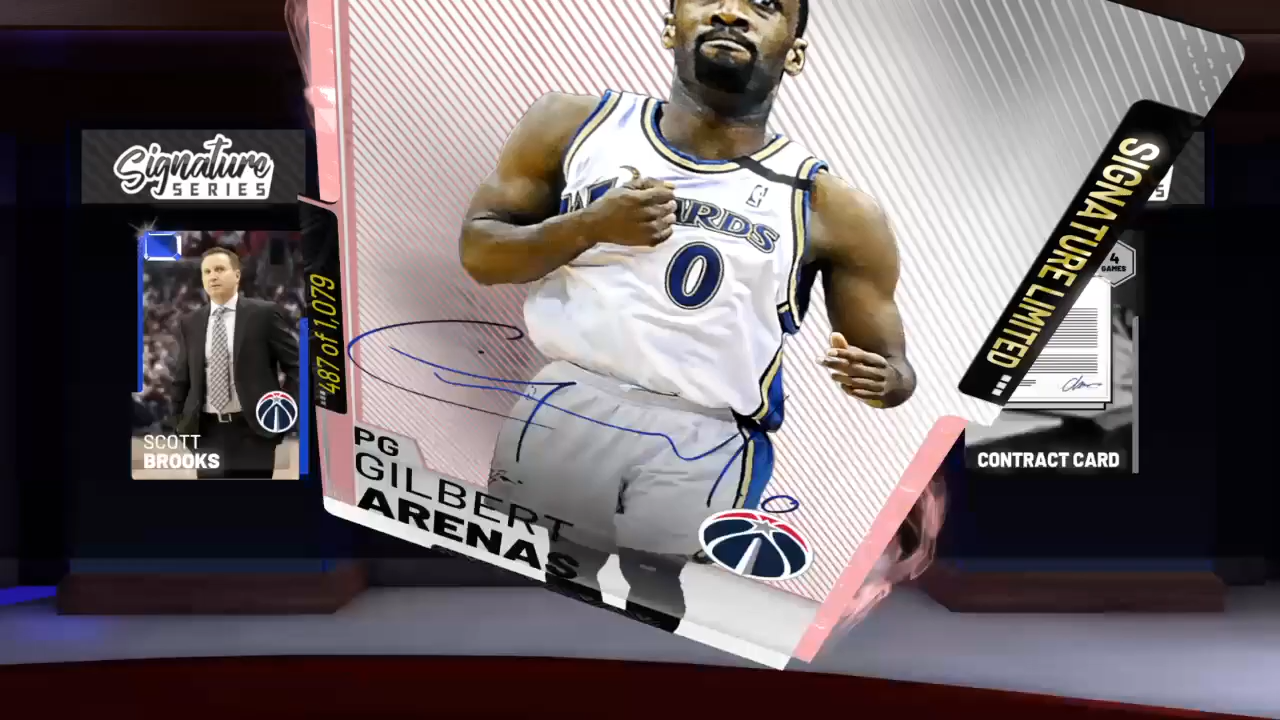 Signature
SERIES
SCOTT
BROOKS
487 of 1,079
WIZARDS
0
PG
GILBERT
ARENAS
SIGNATURE LIMITED
S
4
GAMES
CONTRACT CARD